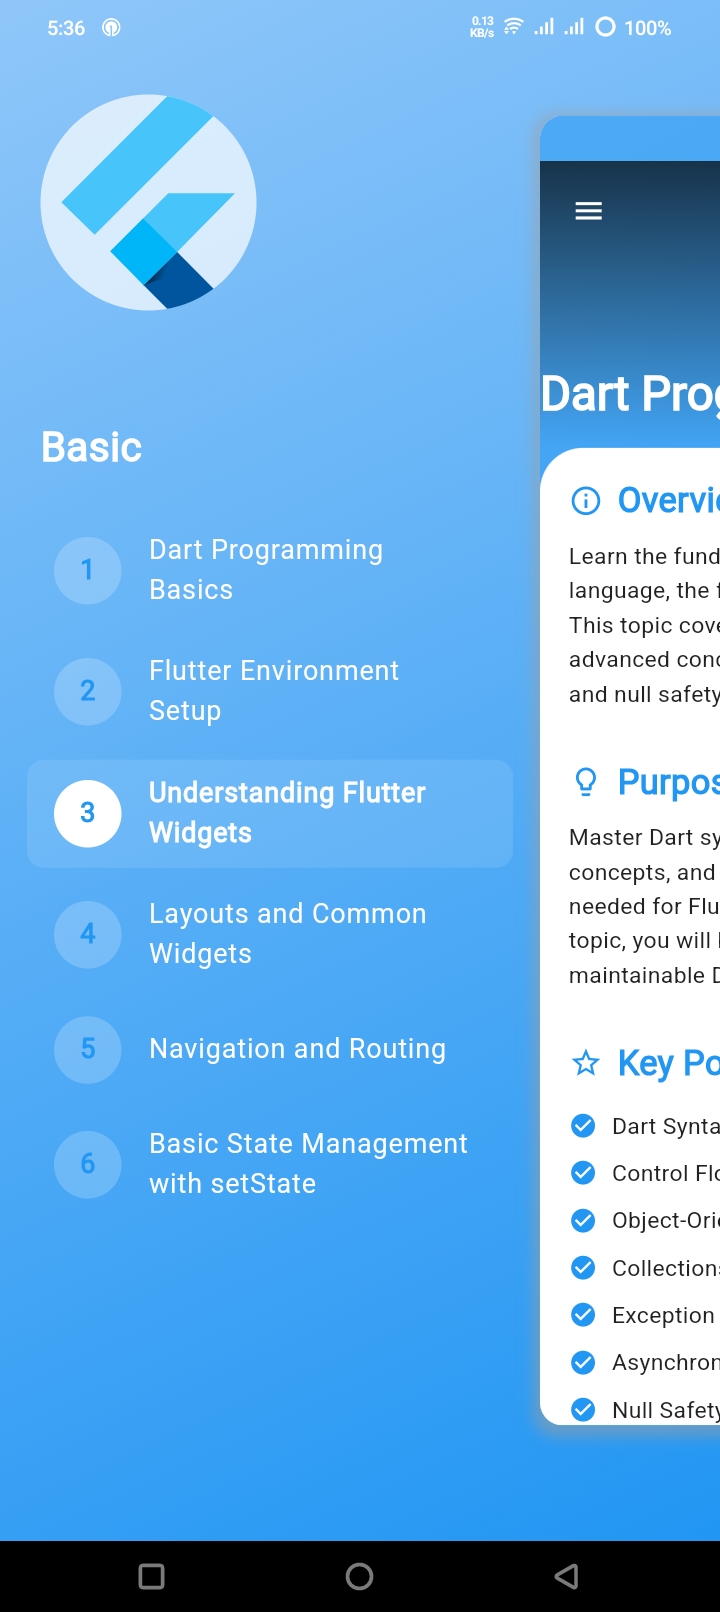 5:36
0.13
KB/s
100%
Basic
1
Dart Programming
Basics
2
Flutter Environment
Setup
3
Understanding Flutter
Widgets
4
Layouts and Common
Widgets
5
Navigation and Routing
6
Basic State Management
with setState
Dart Prog
Overvie
Learn the fund
language, the f
This topic cove
advanced conc
and null safety
Purpos
Master Dart sy
concepts, and
needed for Flu
topic, you will
maintainable D
Key Po
Dart Synta
Control Flo
Object-Orie
Collections
Exception
Asynchron
Null Safety